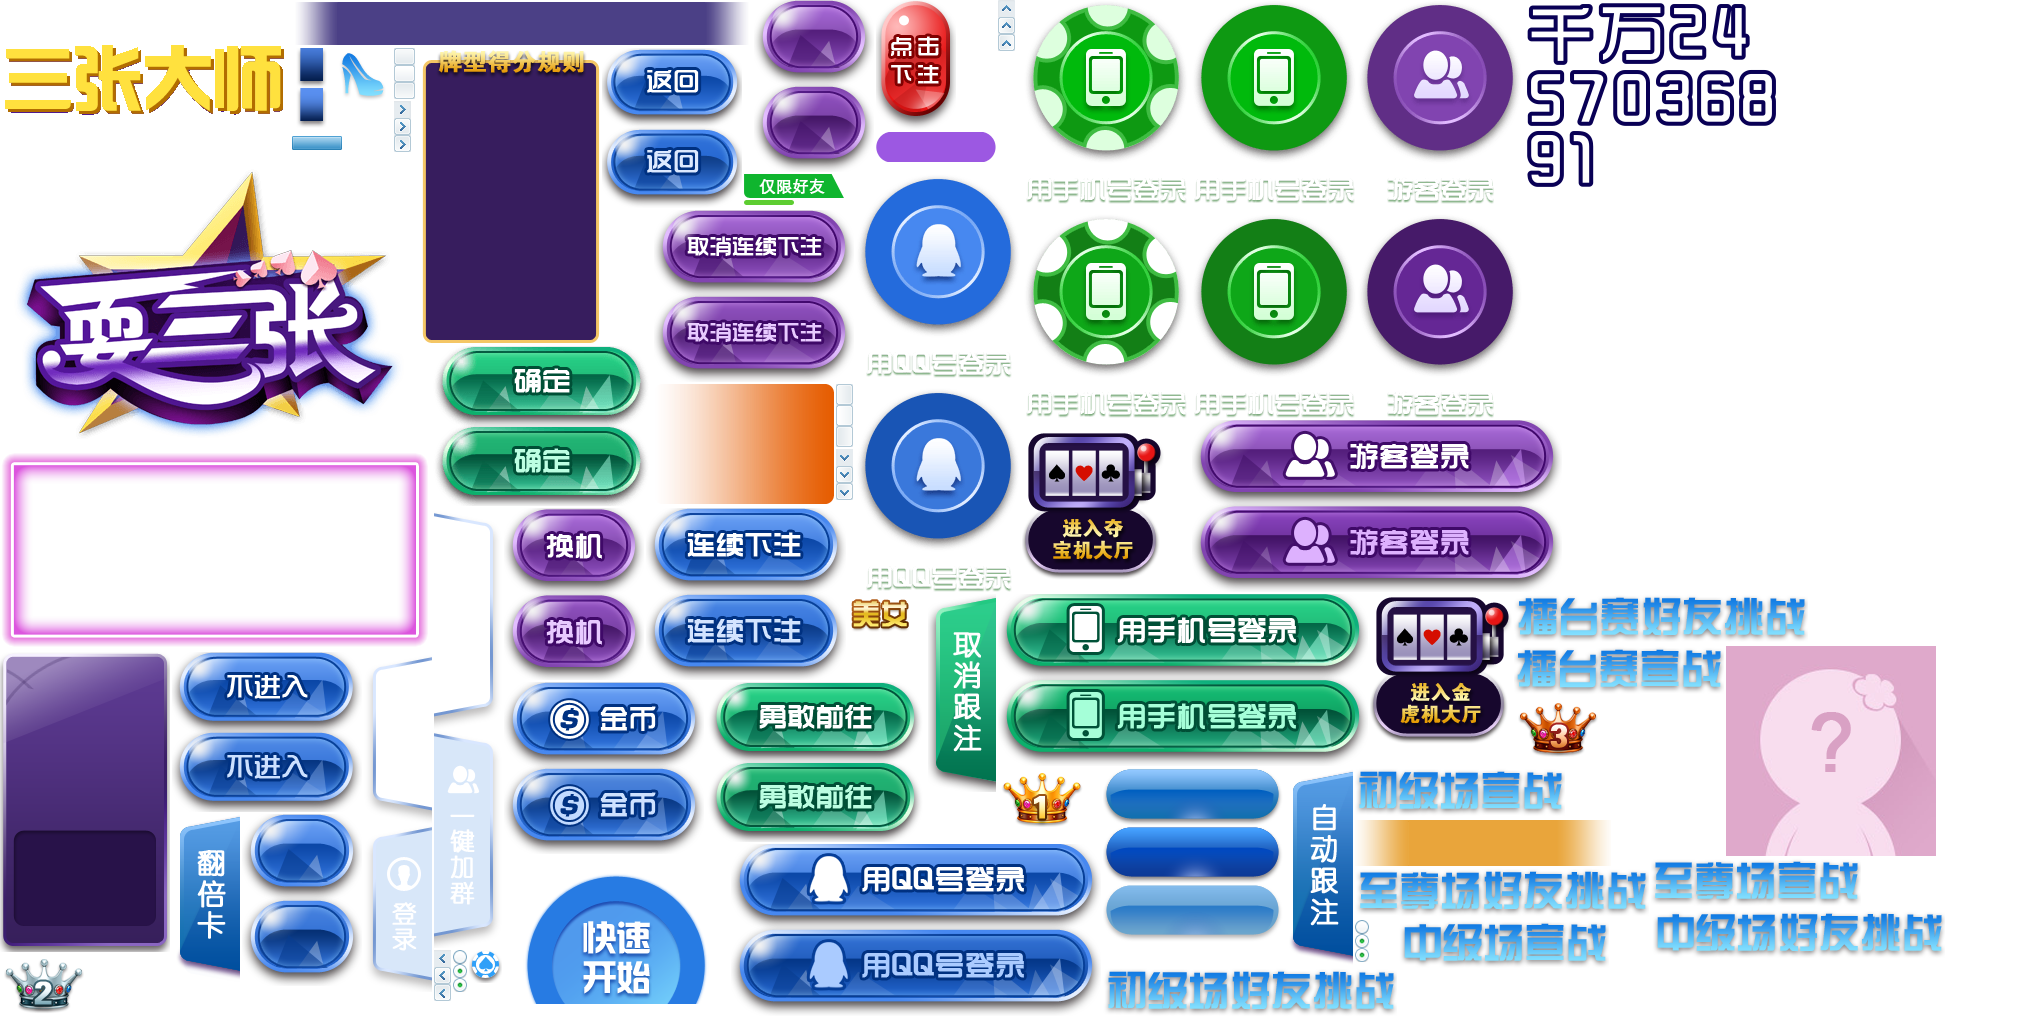 三张大师
耍三张
牌型得分规则
返回
返回
点击
下注
仅限好友
取消连续下注
取消连续下注
用手机号登录
用手机号登录
游客登录
千万24
570368
91
用QQ号登录
用手机号登录
用手机号登录
游客登录
用QQ号登录
确定
确定
进入夺
宝机大厅
游客登录
游客登录
换机
换机
连续下注
连续下注
美女
取消跟注
用手机号登录
用手机号登录
进入金
虎机大厅
擂台赛好友挑战
擂台赛宣战
3
?
不进入
不进入
金币
金币
勇敢前往
勇敢前往
1
翻倍卡
登录
一键加群
快速
开始
用QQ号登录
用QQ号登录
自动跟注
初级场宣战
至尊场好友挑战
至尊场宣战
中级场宣战
中级场好友挑战
初级场好友挑战
2